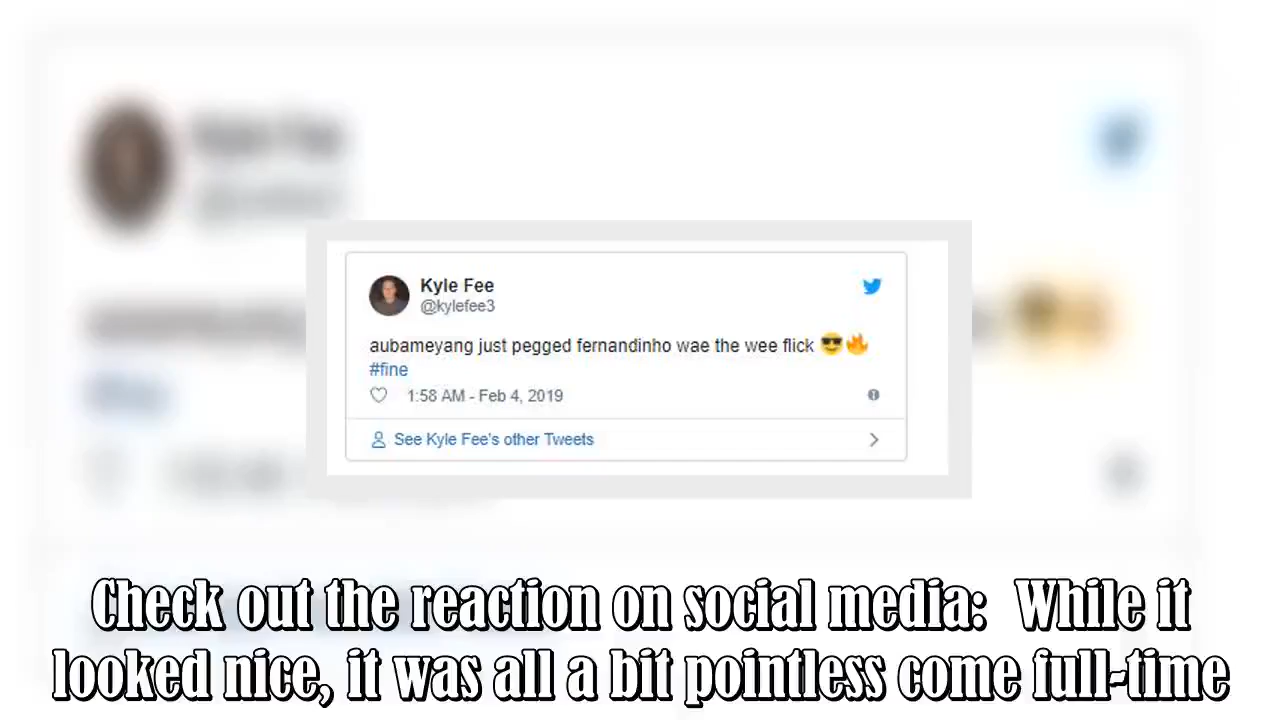 Kyle Fee
@kylefee3
aubameyang just pegged fernandinho wae the wee flick 😎🔥
#fine
1:58 AM - Feb 4, 2019
See Kyle Fee's other Tweets
Check out the reaction on social media: While it
looked nice, it was all a bit pointless come full-time